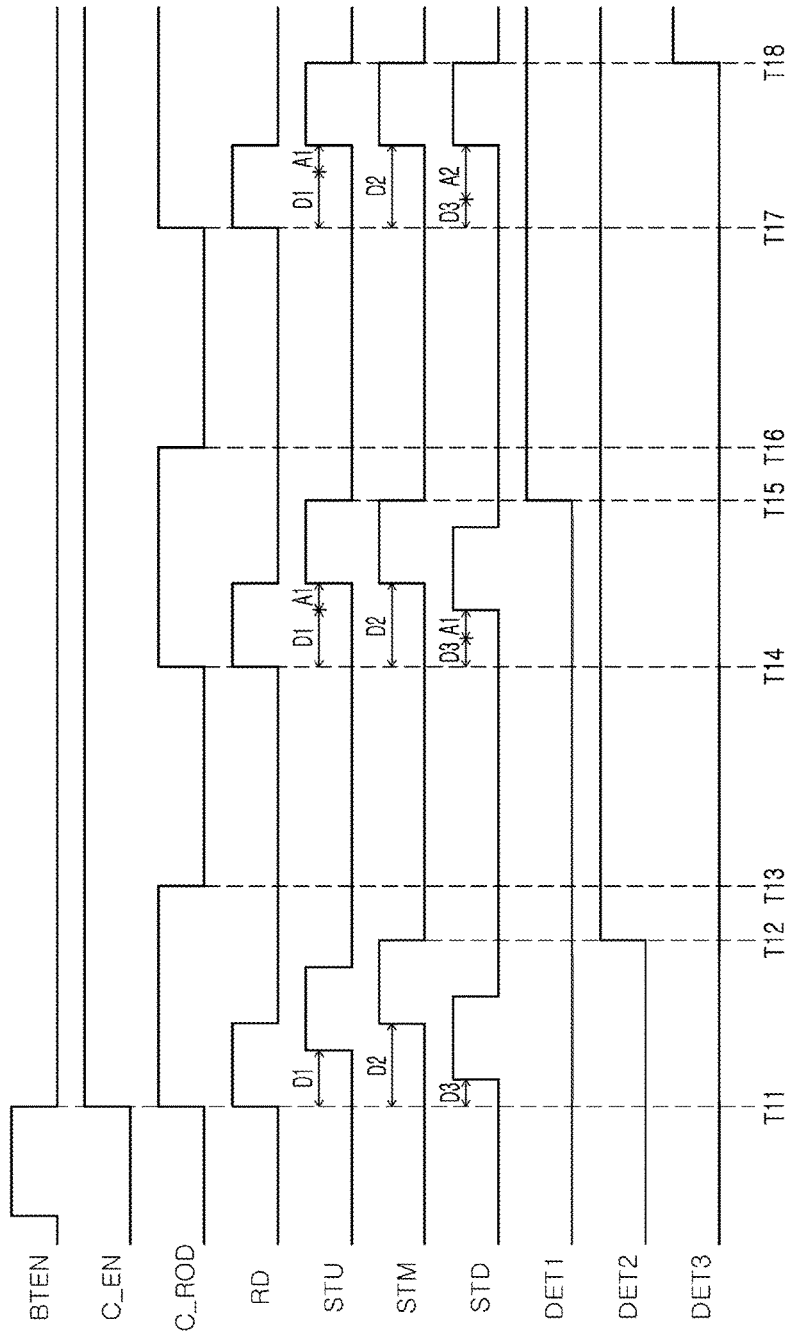 BTEN
C_EN
C_ROD
RD
STU
D1
D1 A1
D1 A1
STM
D2
D2
D2
STD
D3
D3 A1
D3 A2
DET1
DET2
DET3
T11 T12 T13 T14 T15 T16 T17 T18